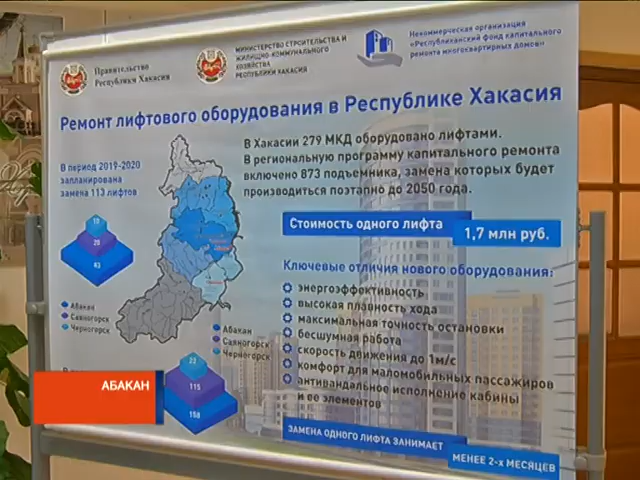 Правительство
Республики Хакасия
МИНИСТЕРСТВО СТРОИТЕЛЬСТВА И
ЖИЛИЩНО-КОММУНАЛЬНОГО
ХОЗЯЙСТВА
РЕСПУБЛИКИ ХАКАСИЯ
Некоммерческая организация
«Республиканский фонд капитального
ремонта многоквартирных домов»
Ремонт лифтового оборудования в Республике Хакасия
В период 2019-2020
запланирована
замена 113 лифтов
В Хакасии 279 МКД оборудовано лифтами.
В региональную программу капитального ремонта
включено 873 подъемника, замена которых будет
производиться поэтапно до 2050 года.
Стоимость одного лифта
1,7 млн руб.
Ключевые отличия нового оборудования:
энергоэффективность
высокая плавность хода
максимальная точность остановки
бесшумная работа
скорость движения до 1м/с
комфорт для маломобильных пассажиров
антивандальное исполнение кабины
и ее элементов
ЗАМЕНА ОДНОГО ЛИФТА ЗАНИМАЕТ
МЕНЕЕ 2-х МЕСЯЦЕВ
Абакан
Саяногорск
Черногорск
Абакан
Саяногорск
Черногорск
115
АБАКАН